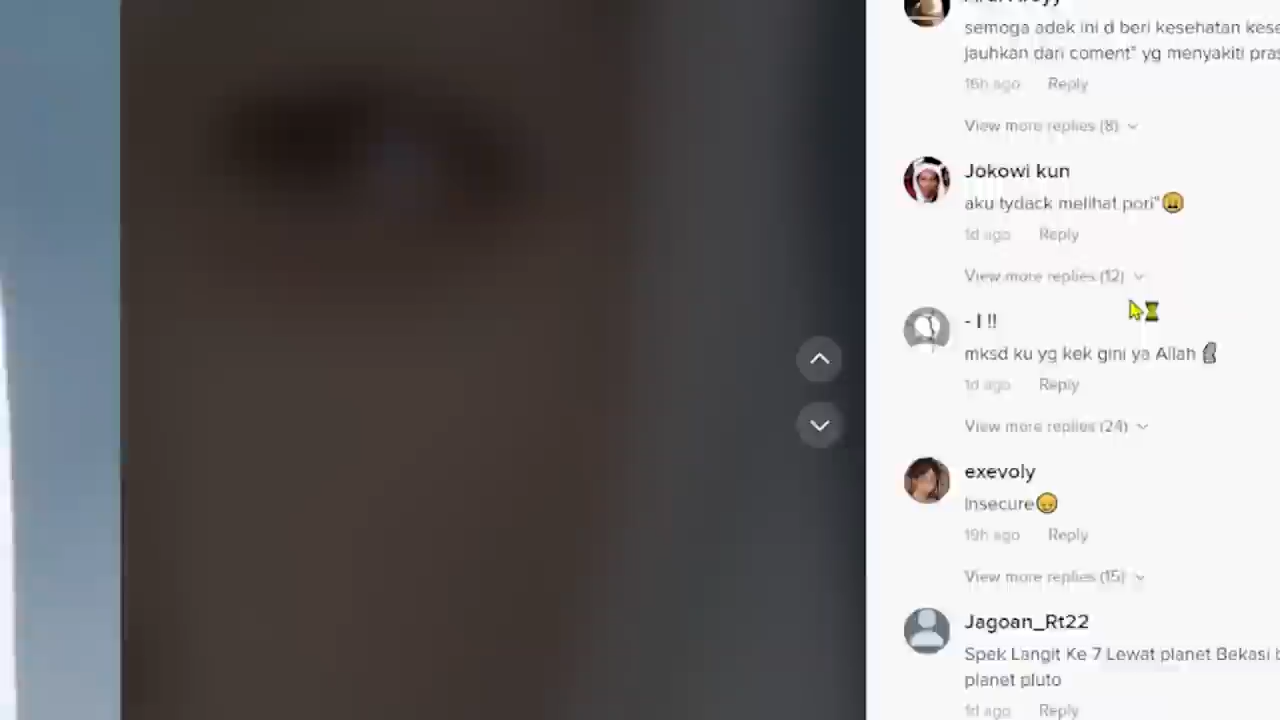 semoga adek ini d beri kesehatan kese
jauhkan dari coment" yg menyakiti pras
16h ago Reply
View more replies (8)
Jokowi kun
aku tydack melihat pori"
1d ago Reply
View more replies (12)
- I !!
mksd ku yg kek gini ya Allah
1d ago Reply
View more replies (24)
exevoly
Insecure
19h ago Reply
View more replies (15)
Jagoan_Rt22
Spek Langit Ke 7 Lewat planet Bekasi b
planet pluto
1d ago Reply